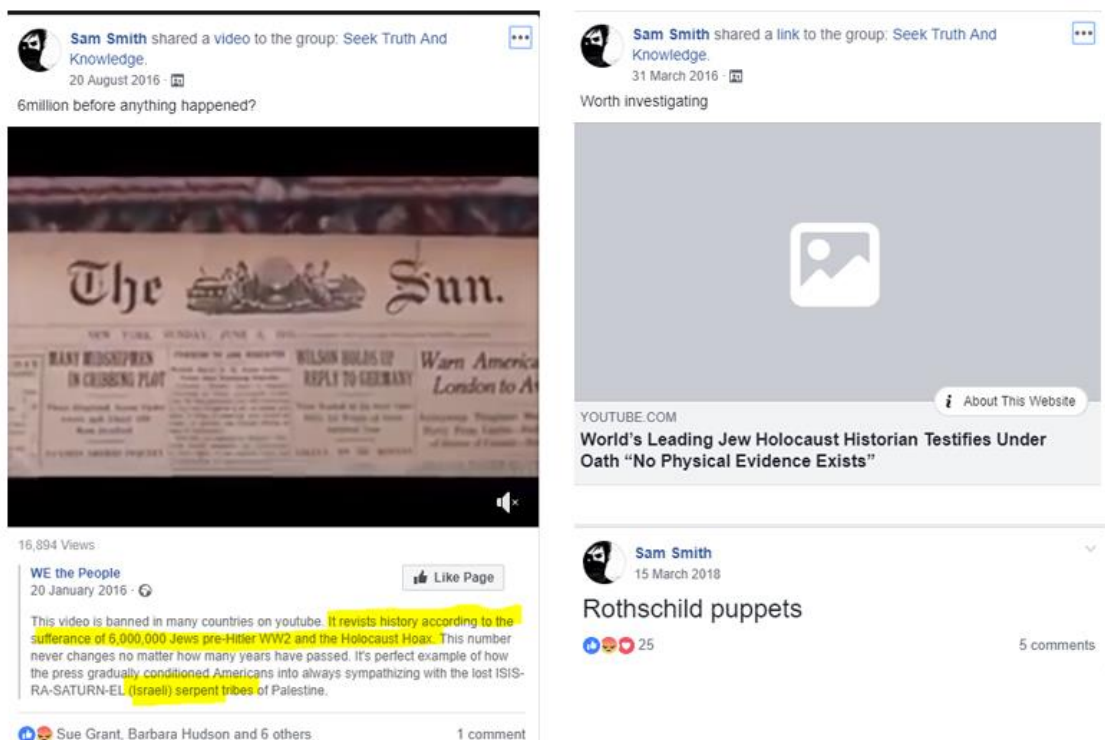 Sam Smith shared a video to the group: Seek Truth And
Knowledge.
20 August 2016
6million before anything happened?
The Sun.
MANY MIDSHIPMEN
IN CRIBBING PLOT
WILSON HOLDS UP
REPLY TO GERMANY
Warn America
London to
16,894 Views
WE the People
20 January 2016
Like Page
This video is banned in many countries on youtube. It revists history according to the
sufferance of 6,000,000 Jews pre-Hitler WW2 and the Holocaust Hoax. This number
never changes no matter how many years have passed. It's perfect example of how
the press gradually conditioned Americans into always sympathizing with the lost ISIS-
RA-SATURN-EL (Israeli) serpent tribes of Palestine.
Sue Grant, Barbara Hudson and 6 others
1 comment
Sam Smith shared a link to the group: Seek Truth And
Knowledge.
31 March 2016
Worth investigating
i About This Website
YOUTUBE.COM
World's Leading Jew Holocaust Historian Testifies Under
Oath “No Physical Evidence Exists”
Sam Smith
15 March 2018
Rothschild puppets
25
5 comments